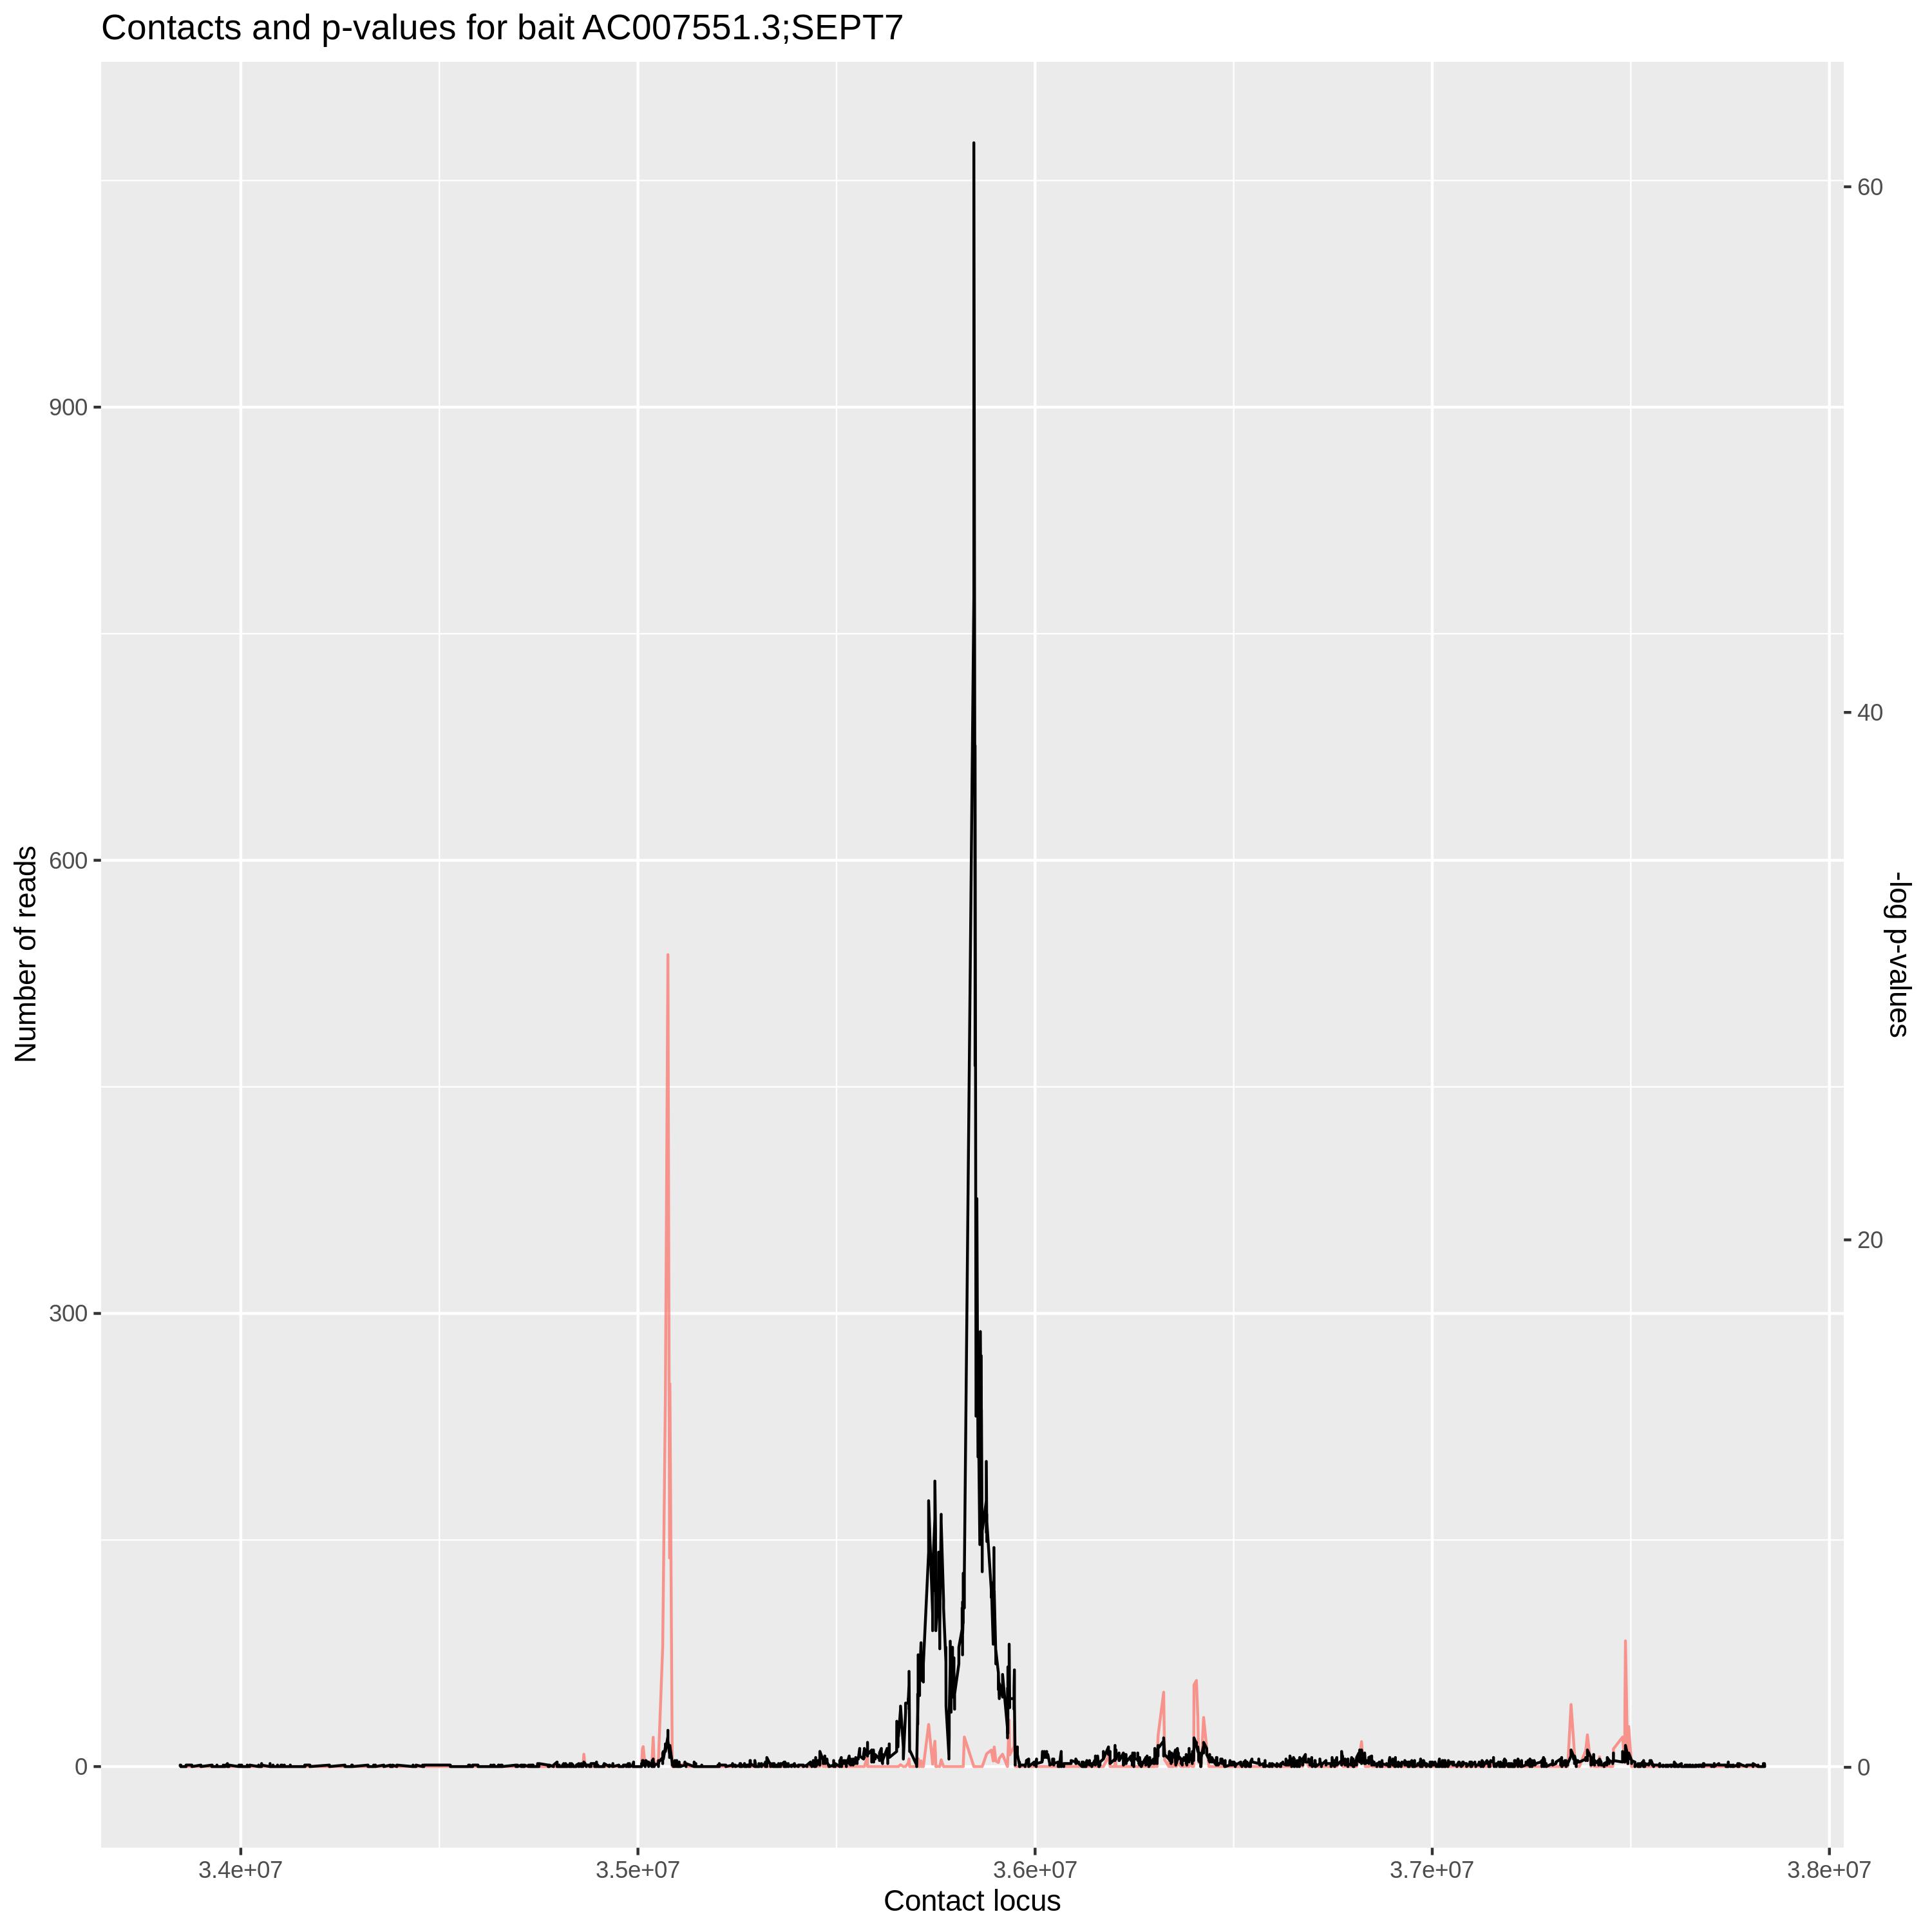 Contacts and p-values for bait AC007551.3;SEPT7
900
600
300
0
Number of reads
60
40
20
0
-log p-values
3.4e+07
3.5e+07
3.6e+07
3.7e+07
3.8e+07
Contact locus